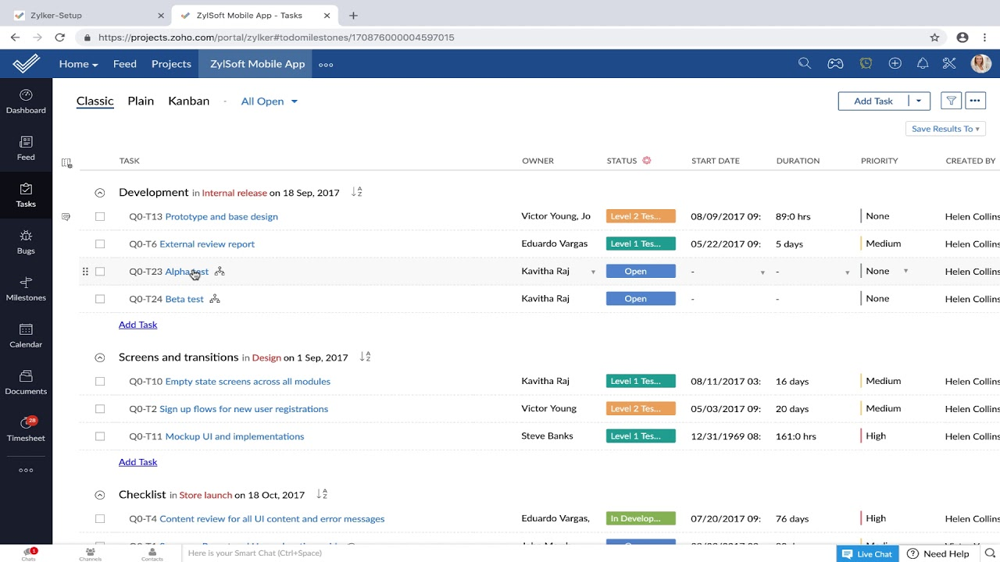 Zylker-Setup
ZylSoft Mobile App - Tasks
https://projects.zoho.com/portal/zylker#todomilestones/170876000004597015
Home Feed Projects ZylSoft Mobile App
Dashboard
Feed
Tasks
Bugs
Milestones
Calendar
Documents
28
Timesheet
Classic Plain Kanban - All Open
Add Task
Save Results To
TASK OWNER STATUS START DATE DURATION PRIORITY CREATED BY
Development in Internal release on 18 Sep, 2017
Q0-T13 Prototype and base design Victor Young, Jo Level 2 Tes... 08/09/2017 09: 89:0 hrs None Helen Collins
Q0-T6 External review report Eduardo Vargas Level 1 Tes... 05/22/2017 09: 5 days Medium Helen Collins
Q0-T23 Alpha test Kavitha Raj Open - - None Helen Collins
Q0-T24 Beta test Kavitha Raj Open - - None Helen Collins
Add Task
Screens and transitions in Design on 1 Sep, 2017
Q0-T10 Empty state screens across all modules Kavitha Raj Level 1 Tes... 08/11/2017 03: 16 days Medium Helen Collins
Q0-T2 Sign up flows for new user registrations Victor Young Level 2 Tes... 05/03/2017 09: 20 days Medium Helen Collins
Q0-T11 Mockup UI and implementations Steve Banks Level 1 Tes... 12/31/1969 08: 161:0 hrs High Helen Collins
Add Task
Checklist in Store launch on 18 Oct, 2017
Q0-T4 Content review for all UI content and error messages Eduardo Vargas, In Develop... 07/20/2017 09: 76 days High Helen Collins
1
Chats Channels Contacts Here is your Smart Chat (Ctrl+Space) Live Chat Need Help